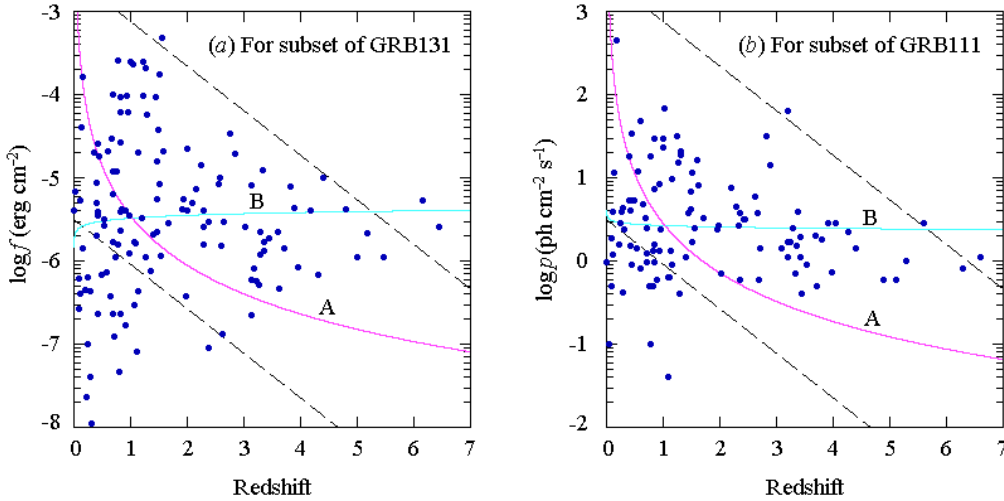 (a) For subset of GRB131
-3
-4
-5
-6
-7
-8
log f (erg cm⁻²)
B
A
0 1 2 3 4 5 6 7
Redshift
(b) For subset of GRB111
3
2
1
0
-1
-2
log p (ph cm⁻² s⁻¹)
B
A
0 1 2 3 4 5 6 7
Redshift